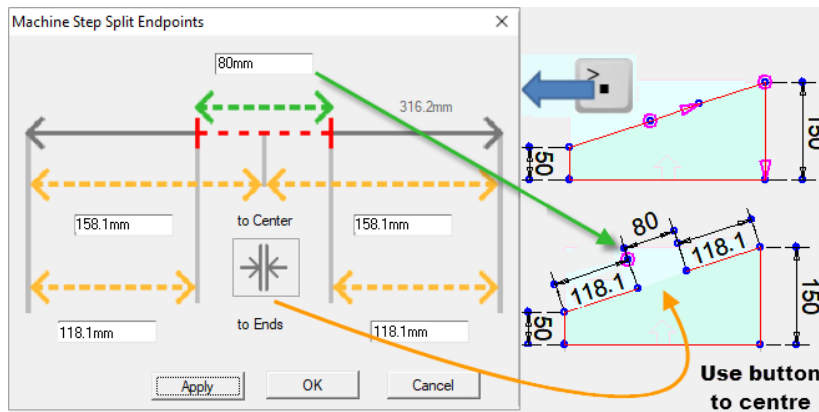 Machine Step Split Endpoints
80mm
316.2mm
158.1mm
to Center
158.1mm
118.1mm
to Ends
118.1mm
Apply
OK
Cancel
>
.
50
150
80
118.1
118.1
50
150
Use button
to centre